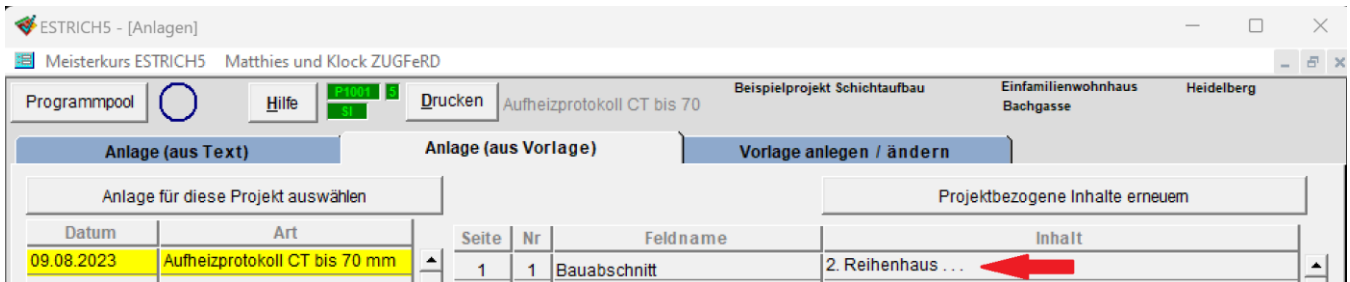 ESTRICH5 - [Anlagen]
Meisterkurs ESTRICH5 Matthies und Klock ZUGFeRD
Programmpool Hilfe P1001 5 SI Drucken Aufheizprotokoll CT bis 70 Beispielprojekt Schichtaufbau Einfamilienwohnhaus Heidelberg
Bachgasse
Anlage (aus Text) Anlage (aus Vorlage) Vorlage anlegen / ändern
Anlage für diese Projekt auswählen Projektbezogene Inhalte erneuern
Datum Art Seite Nr Feldname Inhalt
09.08.2023 Aufheizprotokoll CT bis 70 mm 1 1 Bauabschnitt 2. Reihenhaus . . .